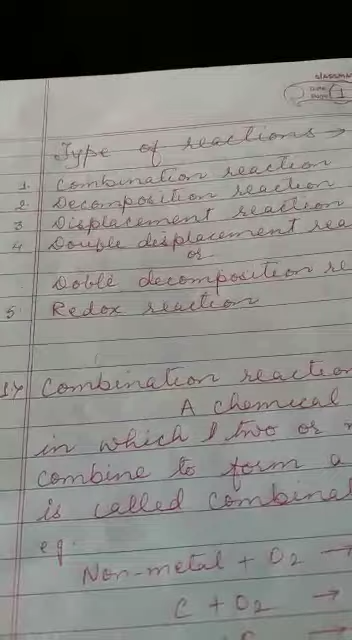 classmate
Date
Page 1
Type of reactions →
1. Combination reaction
2. Decomposition reaction
3 Displacement reaction
4 Double displacement rea
or
Doble decomposition re
5 Redox reaction
1) Combination reaction
A chemical
in which two or
combine to form a
is called combina
eg.
Non-metal + O2 →
C + O2 →